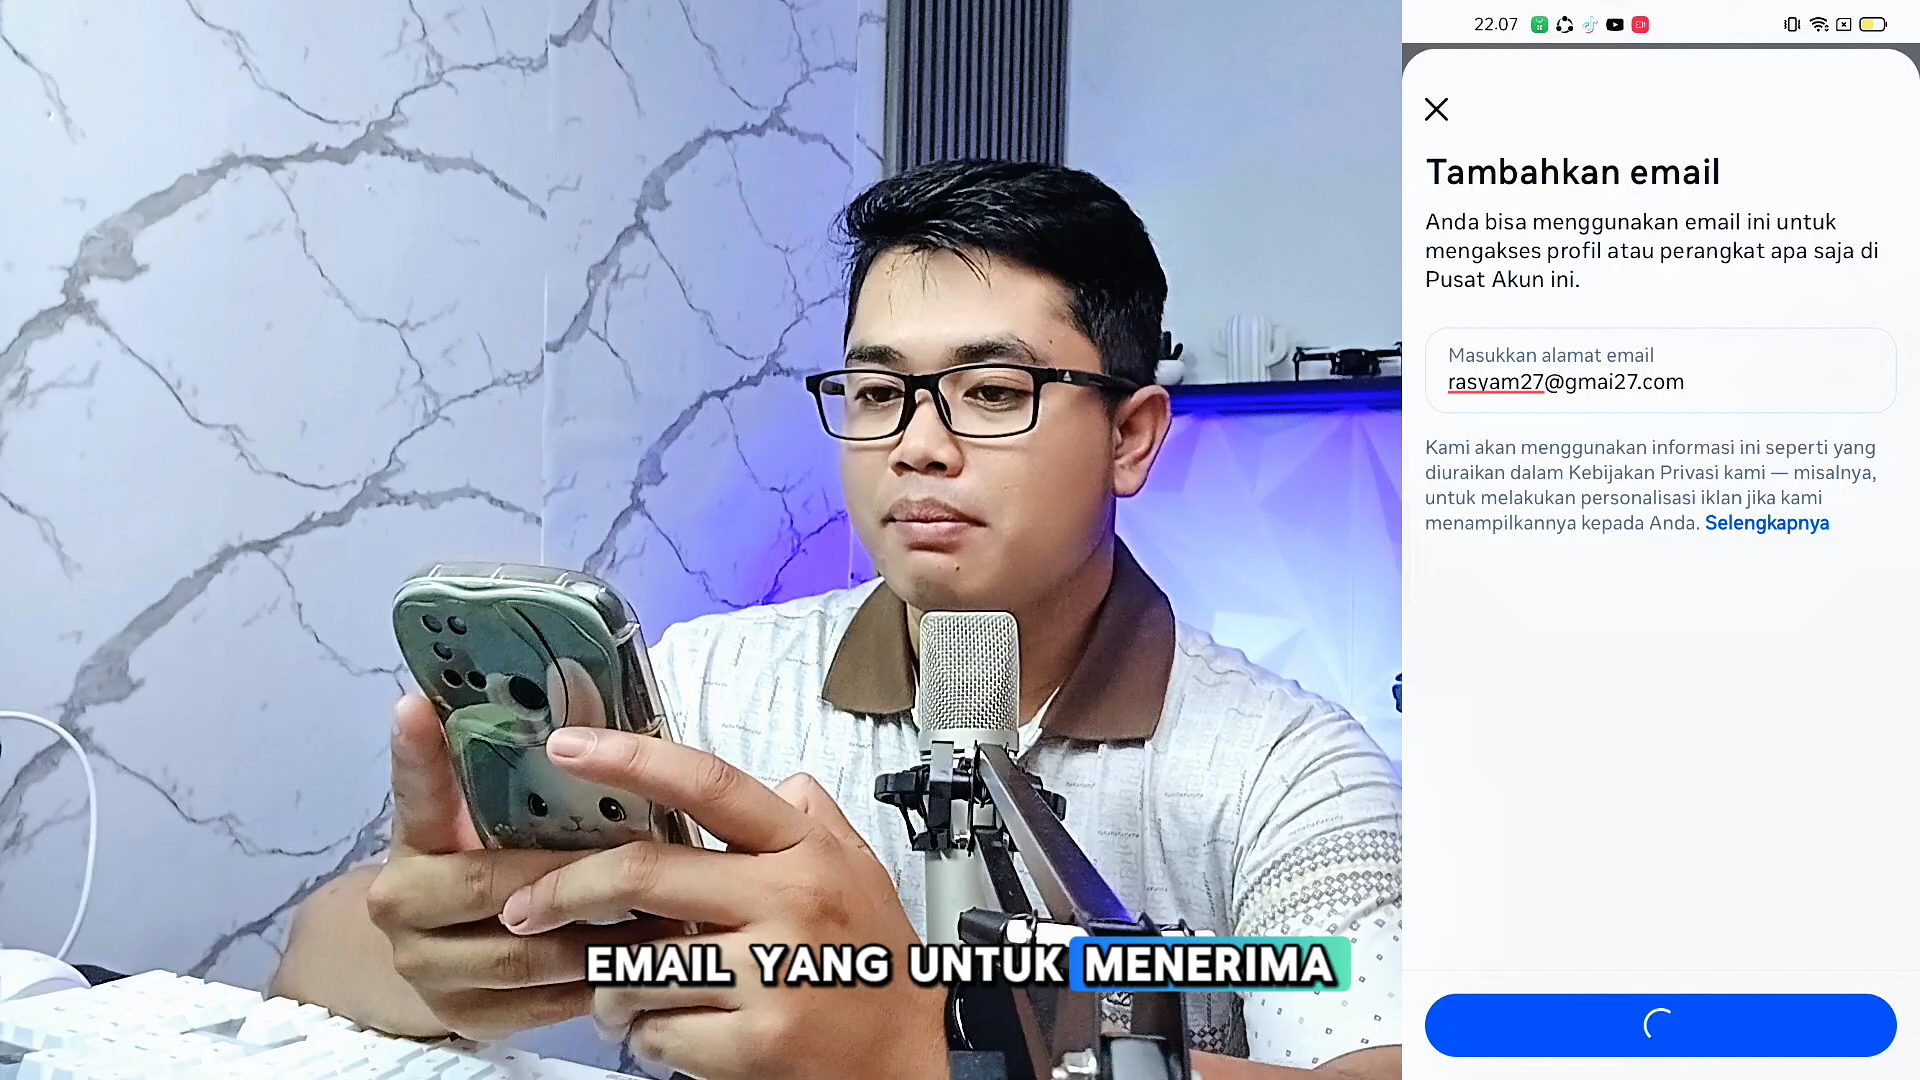 22.07
Tambahkan email
Anda bisa menggunakan email ini untuk
mengakses profil atau perangkat apa saja di
Pusat Akun ini.
Masukkan alamat email
rasyam27@gmai27.com
Kami akan menggunakan informasi ini seperti yang
diuraikan dalam Kebijakan Privasi kami — misalnya,
untuk melakukan personalisasi iklan jika kami
menampilkannya kepada Anda. Selengkapnya
EMAIL YANG UNTUK MENERIMA